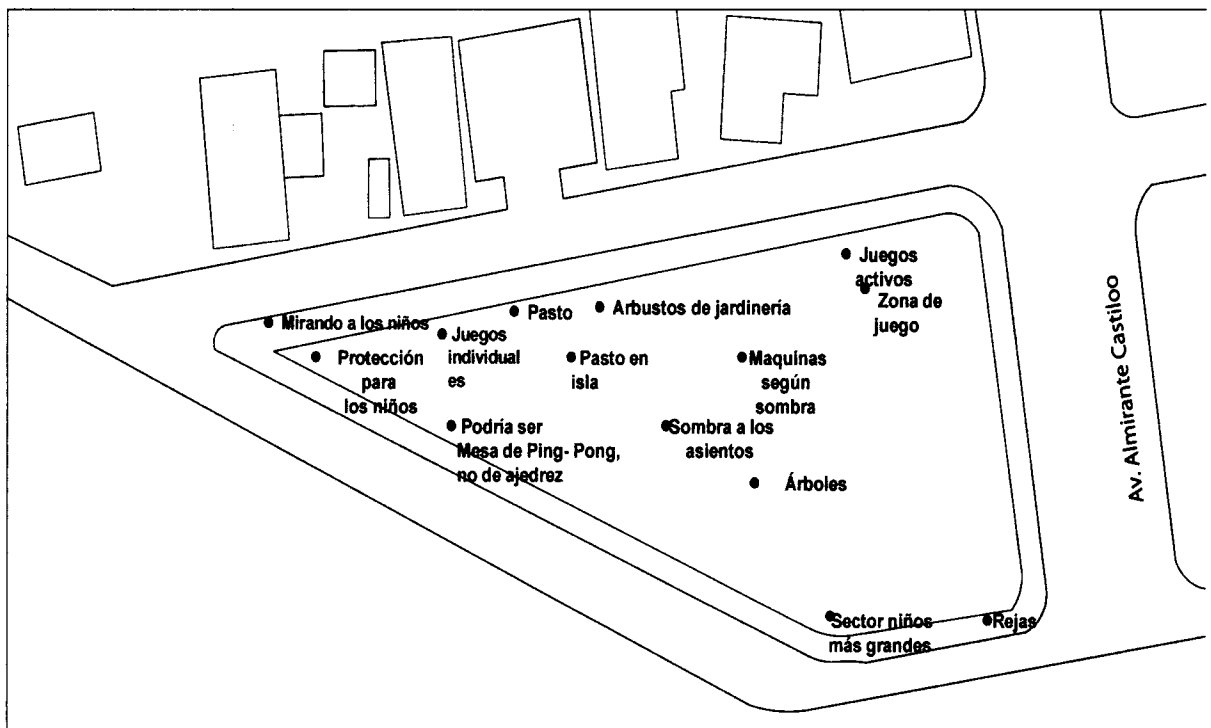 Juegos
activos
Zona de
juego
Mirando a los niños
Pasto
Arbustos de jardinería
Juegos
individual
es
Protección
para
los niños
Pasto en
isla
Maquínas
según
sombra
Podría ser
Mesa de Ping- Pong,
no de ajedrez
Sombra a los
asientos
Árboles
Sector niños
más grandes
Rejas
Av. Almirante Castiloo